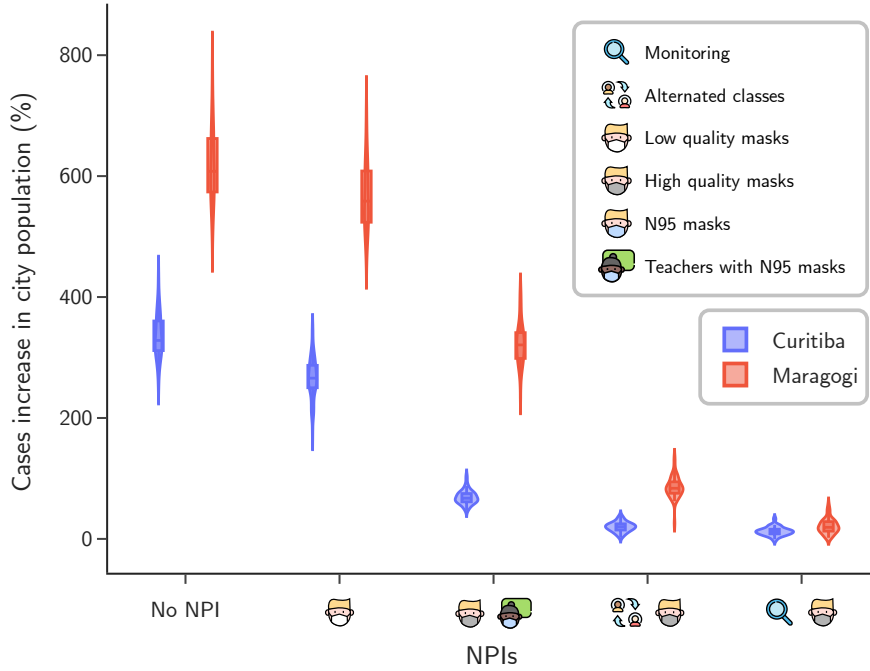 Cases increase in city population (%)
800
600
400
200
0
Monitoring
Alternated classes
Low quality masks
High quality masks
N95 masks
Teachers with N95 masks
Curitiba
Maragogi
No NPI
NPIs